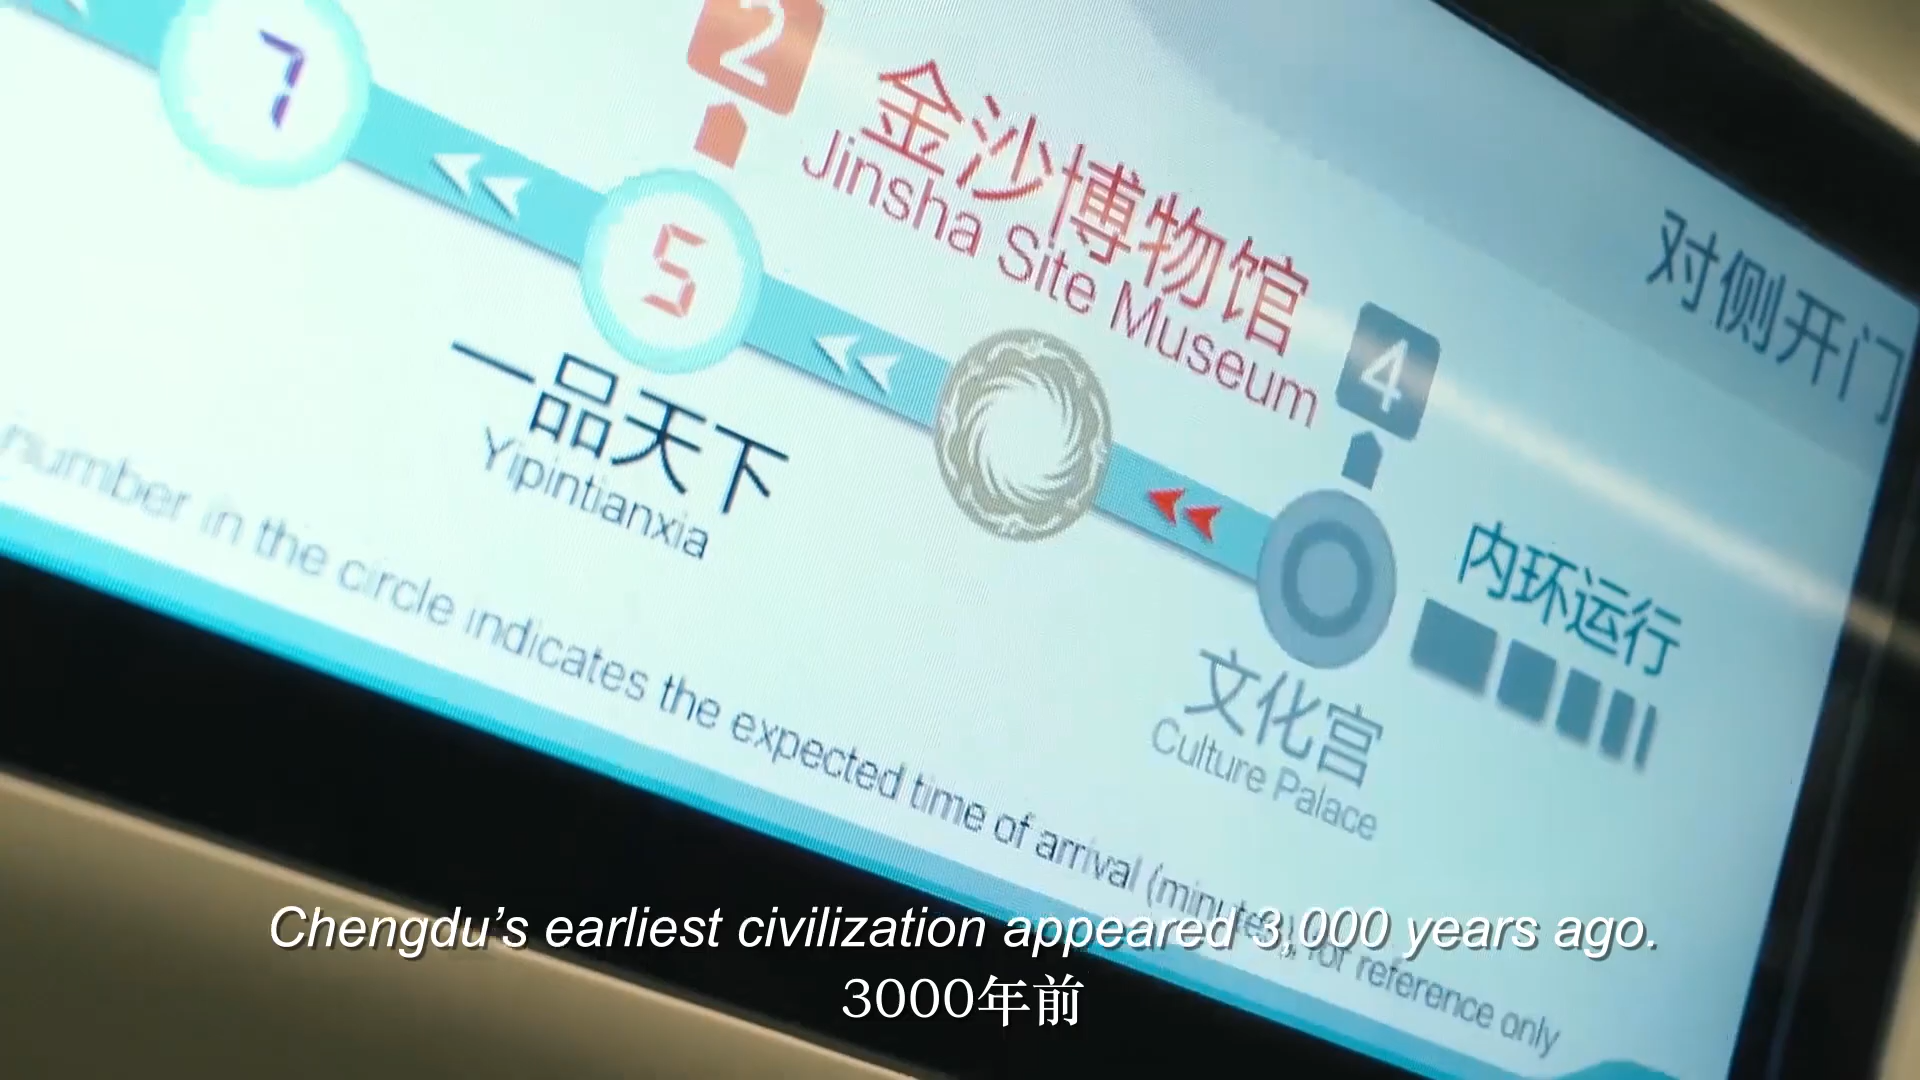 7
2
金沙博物馆
Jinsha Site Museum
5
一品天下
Yipintianxia
4
对侧开门
内环运行
文化宫
Culture Palace
number in the circle indicates the expected time of arrival (minutes), for reference only
Chengdu's earliest civilization appeared 3,000 years ago.
3000年前